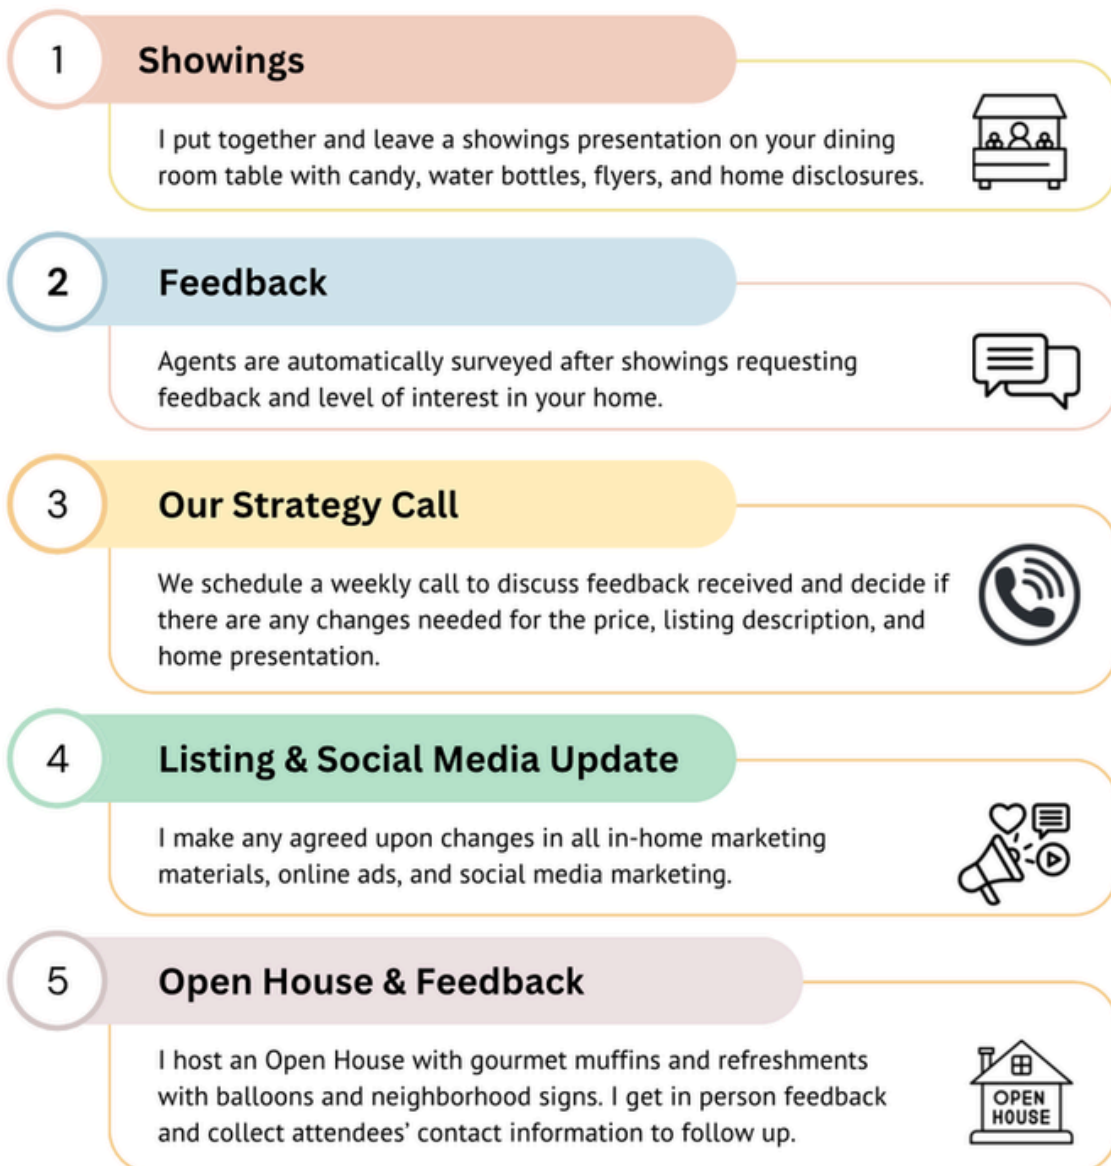 1
Showings
I put together and leave a showings presentation on your dining
room table with candy, water bottles, flyers, and home disclosures.
2
Feedback
Agents are automatically surveyed after showings requesting
feedback and level of interest in your home.
3
Our Strategy Call
We schedule a weekly call to discuss feedback received and decide if
there are any changes needed for the price, listing description, and
home presentation.
4
Listing & Social Media Update
I make any agreed upon changes in all in-home marketing
materials, online ads, and social media marketing.
5
Open House & Feedback
I host an Open House with gourmet muffins and refreshments
with balloons and neighborhood signs. I get in person feedback
and collect attendees’ contact information to follow up.
OPEN
HOUSE